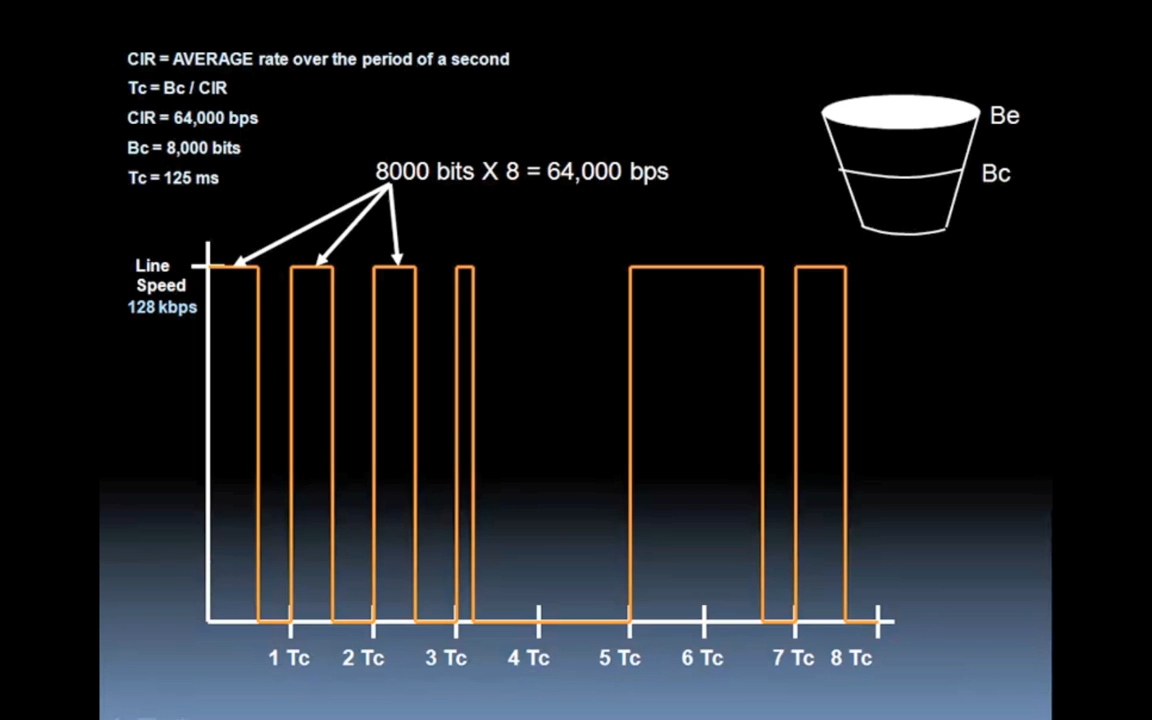 CIR = AVERAGE rate over the period of a second
Tc = Bc / CIR
CIR = 64,000 bps
Bc = 8,000 bits
Tc = 125 ms
8000 bits X 8 = 64,000 bps
Be
Bc
Line
Speed
128 kbps
1 Tc 2 Tc 3 Tc 4 Tc 5 Tc 6 Tc 7 Tc 8 Tc